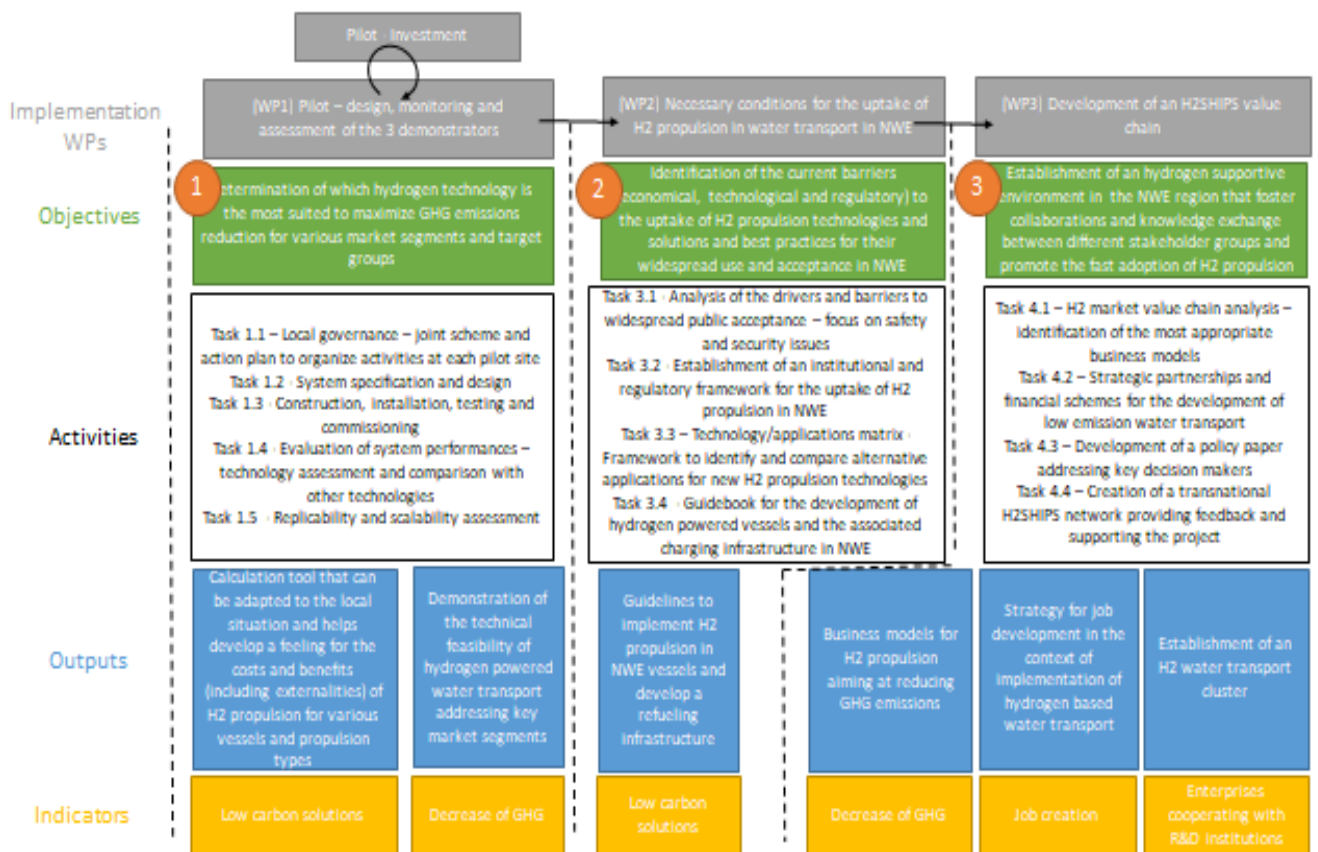 Pilot - Investment
Implementation
WPs
(WP1) Pilot – design, monitoring and
assessment of the 3 demonstrators
(WP2) Necessary conditions for the uptake of
H2 propulsion in water transport in NWE
(WP3) Development of an H2SHIPS value
chain
Objectives
1
etermination of which hydrogen technology is
the most suited to maximize GHG emissions
reduction for various market segments and target
groups
2
Identification of the current barriers
economical, technological and regulatory) to
the uptake of H2 propulsion technologies and
solutions and best practices for their
widespread use and acceptance in NWE
3
Establishment of an hydrogen supportive
environment in the NWE region that foster
collaborations and knowledge exchange
between different stakeholder groups and
promote the fast adoption of H2 propulsion
Activities
Task 1.1 – Local governance – joint scheme and
action plan to organize activities at each pilot site
Task 1.2 - System specification and design
Task 1.3 - Construction, installation, testing and
commissioning
Task 1.4 - Evaluation of system performances –
technology assessment and comparison with
other technologies
Task 1.5 - Replicability and scalability assessment
Task 3.1 - Analysis of the drivers and barriers to
widespread public acceptance – focus on safety
and security issues
Task 3.2 - Establishment of an institutional and
regulatory framework for the uptake of H2
propulsion in NWE
Task 3.3 – Technology/applications matrix -
Framework to identify and compare alternative
applications for new H2 propulsion technologies
Task 3.4 - Guidebook for the development of
hydrogen powered vessels and the associated
charging infrastructure in NWE
Task 4.1 – H2 market value chain analysis –
identification of the most appropriate
business models
Task 4.2 – Strategic partnerships and
financial schemes for the development of
low emission water transport
Task 4.3 – Development of a policy paper
addressing key decision makers
Task 4.4 – Creation of a transnational
H2SHIPS network providing feedback and
supporting the project
Outputs
Calculation tool that can
be adapted to the local
situation and helps
develop a feeling for the
costs and benefits
(including externalities) of
H2 propulsion for various
vessels and propulsion
types
Demonstration of
the technical
feasibility of
hydrogen powered
water transport
addressing key
market segments
Guidelines to
implement H2
propulsion in
NWE vessels and
develop a
refueling
infrastructure
Business models for
H2 propulsion
aiming at reducing
GHG emissions
Strategy for job
development in the
context of
implementation of
hydrogen based
water transport
Establishment of an
H2 water transport
cluster
Indicators
Low carbon solutions
Decrease of GHG
Low carbon
solutions
Decrease of GHG
Job creation
Enterprises
cooperating with
R&D institutions